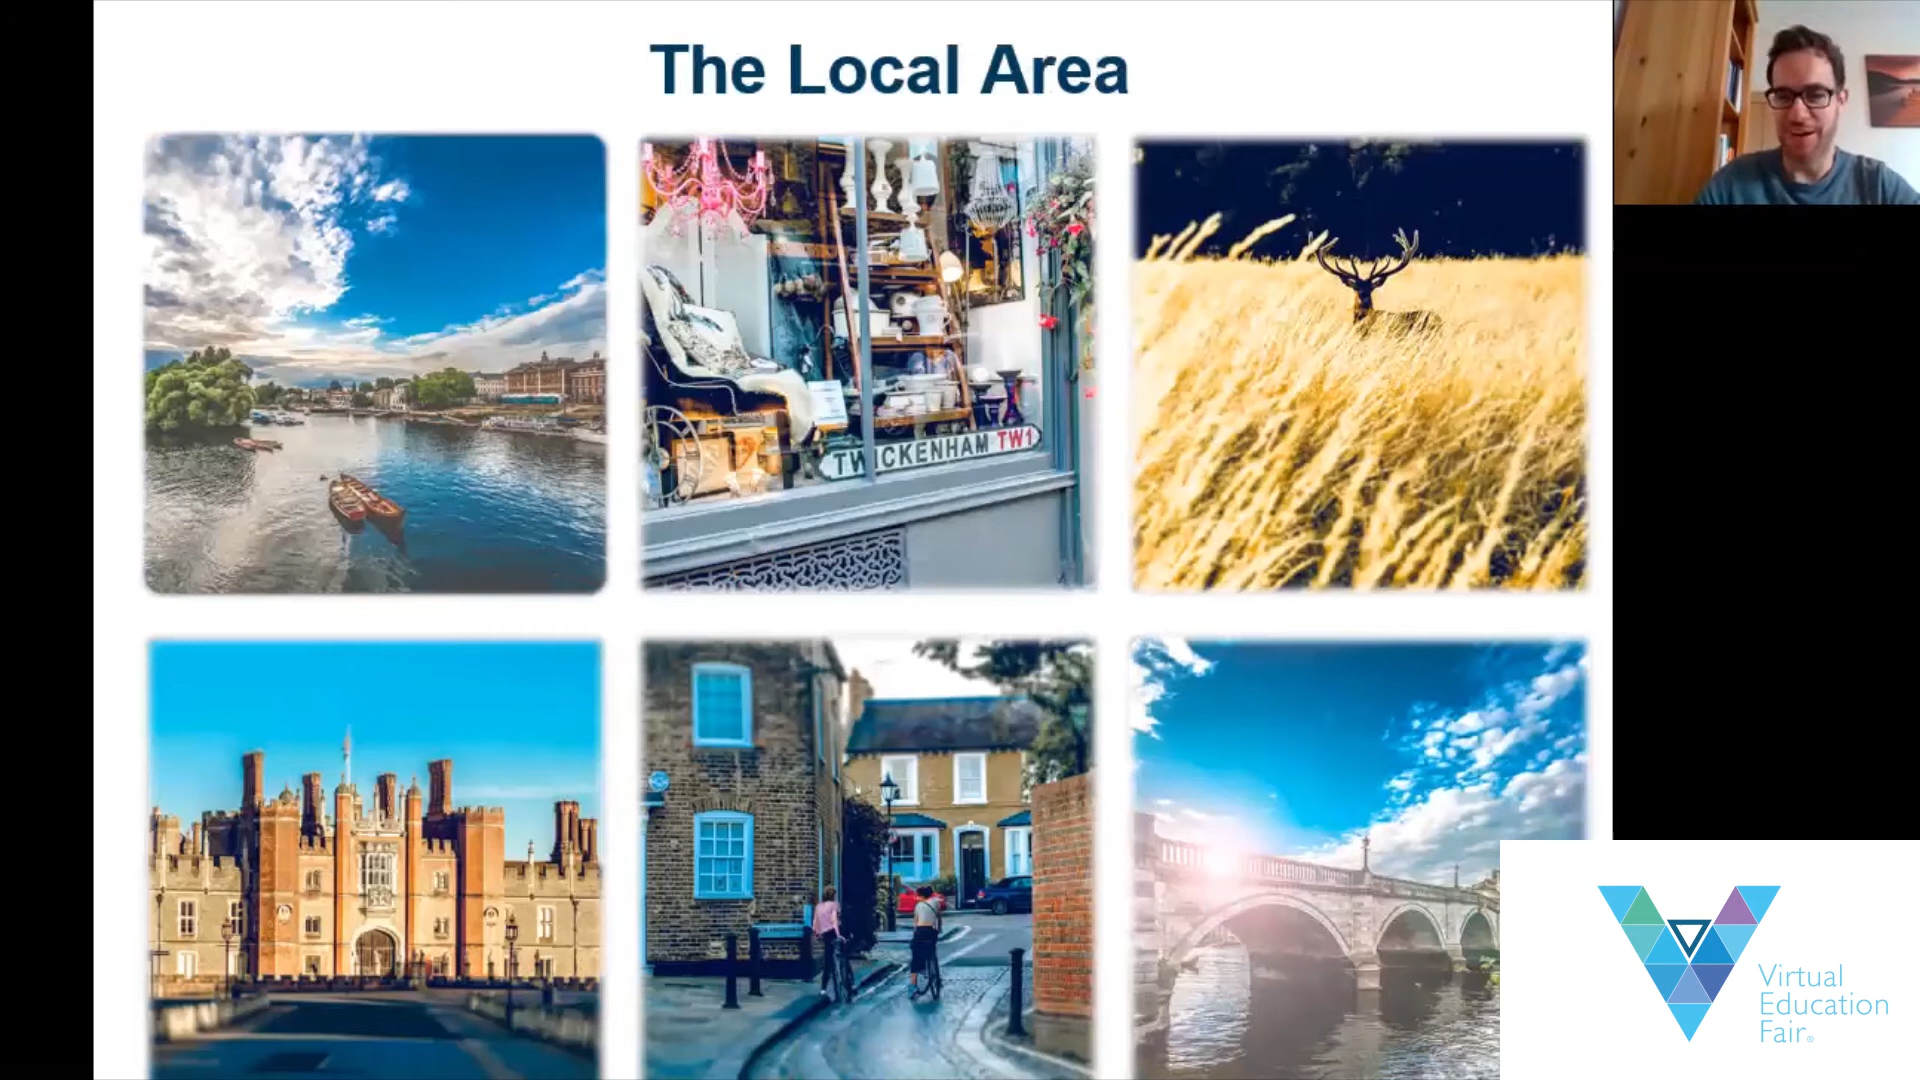 The Local Area
TWICKENHAM TW1
Virtual
Education
Fair®